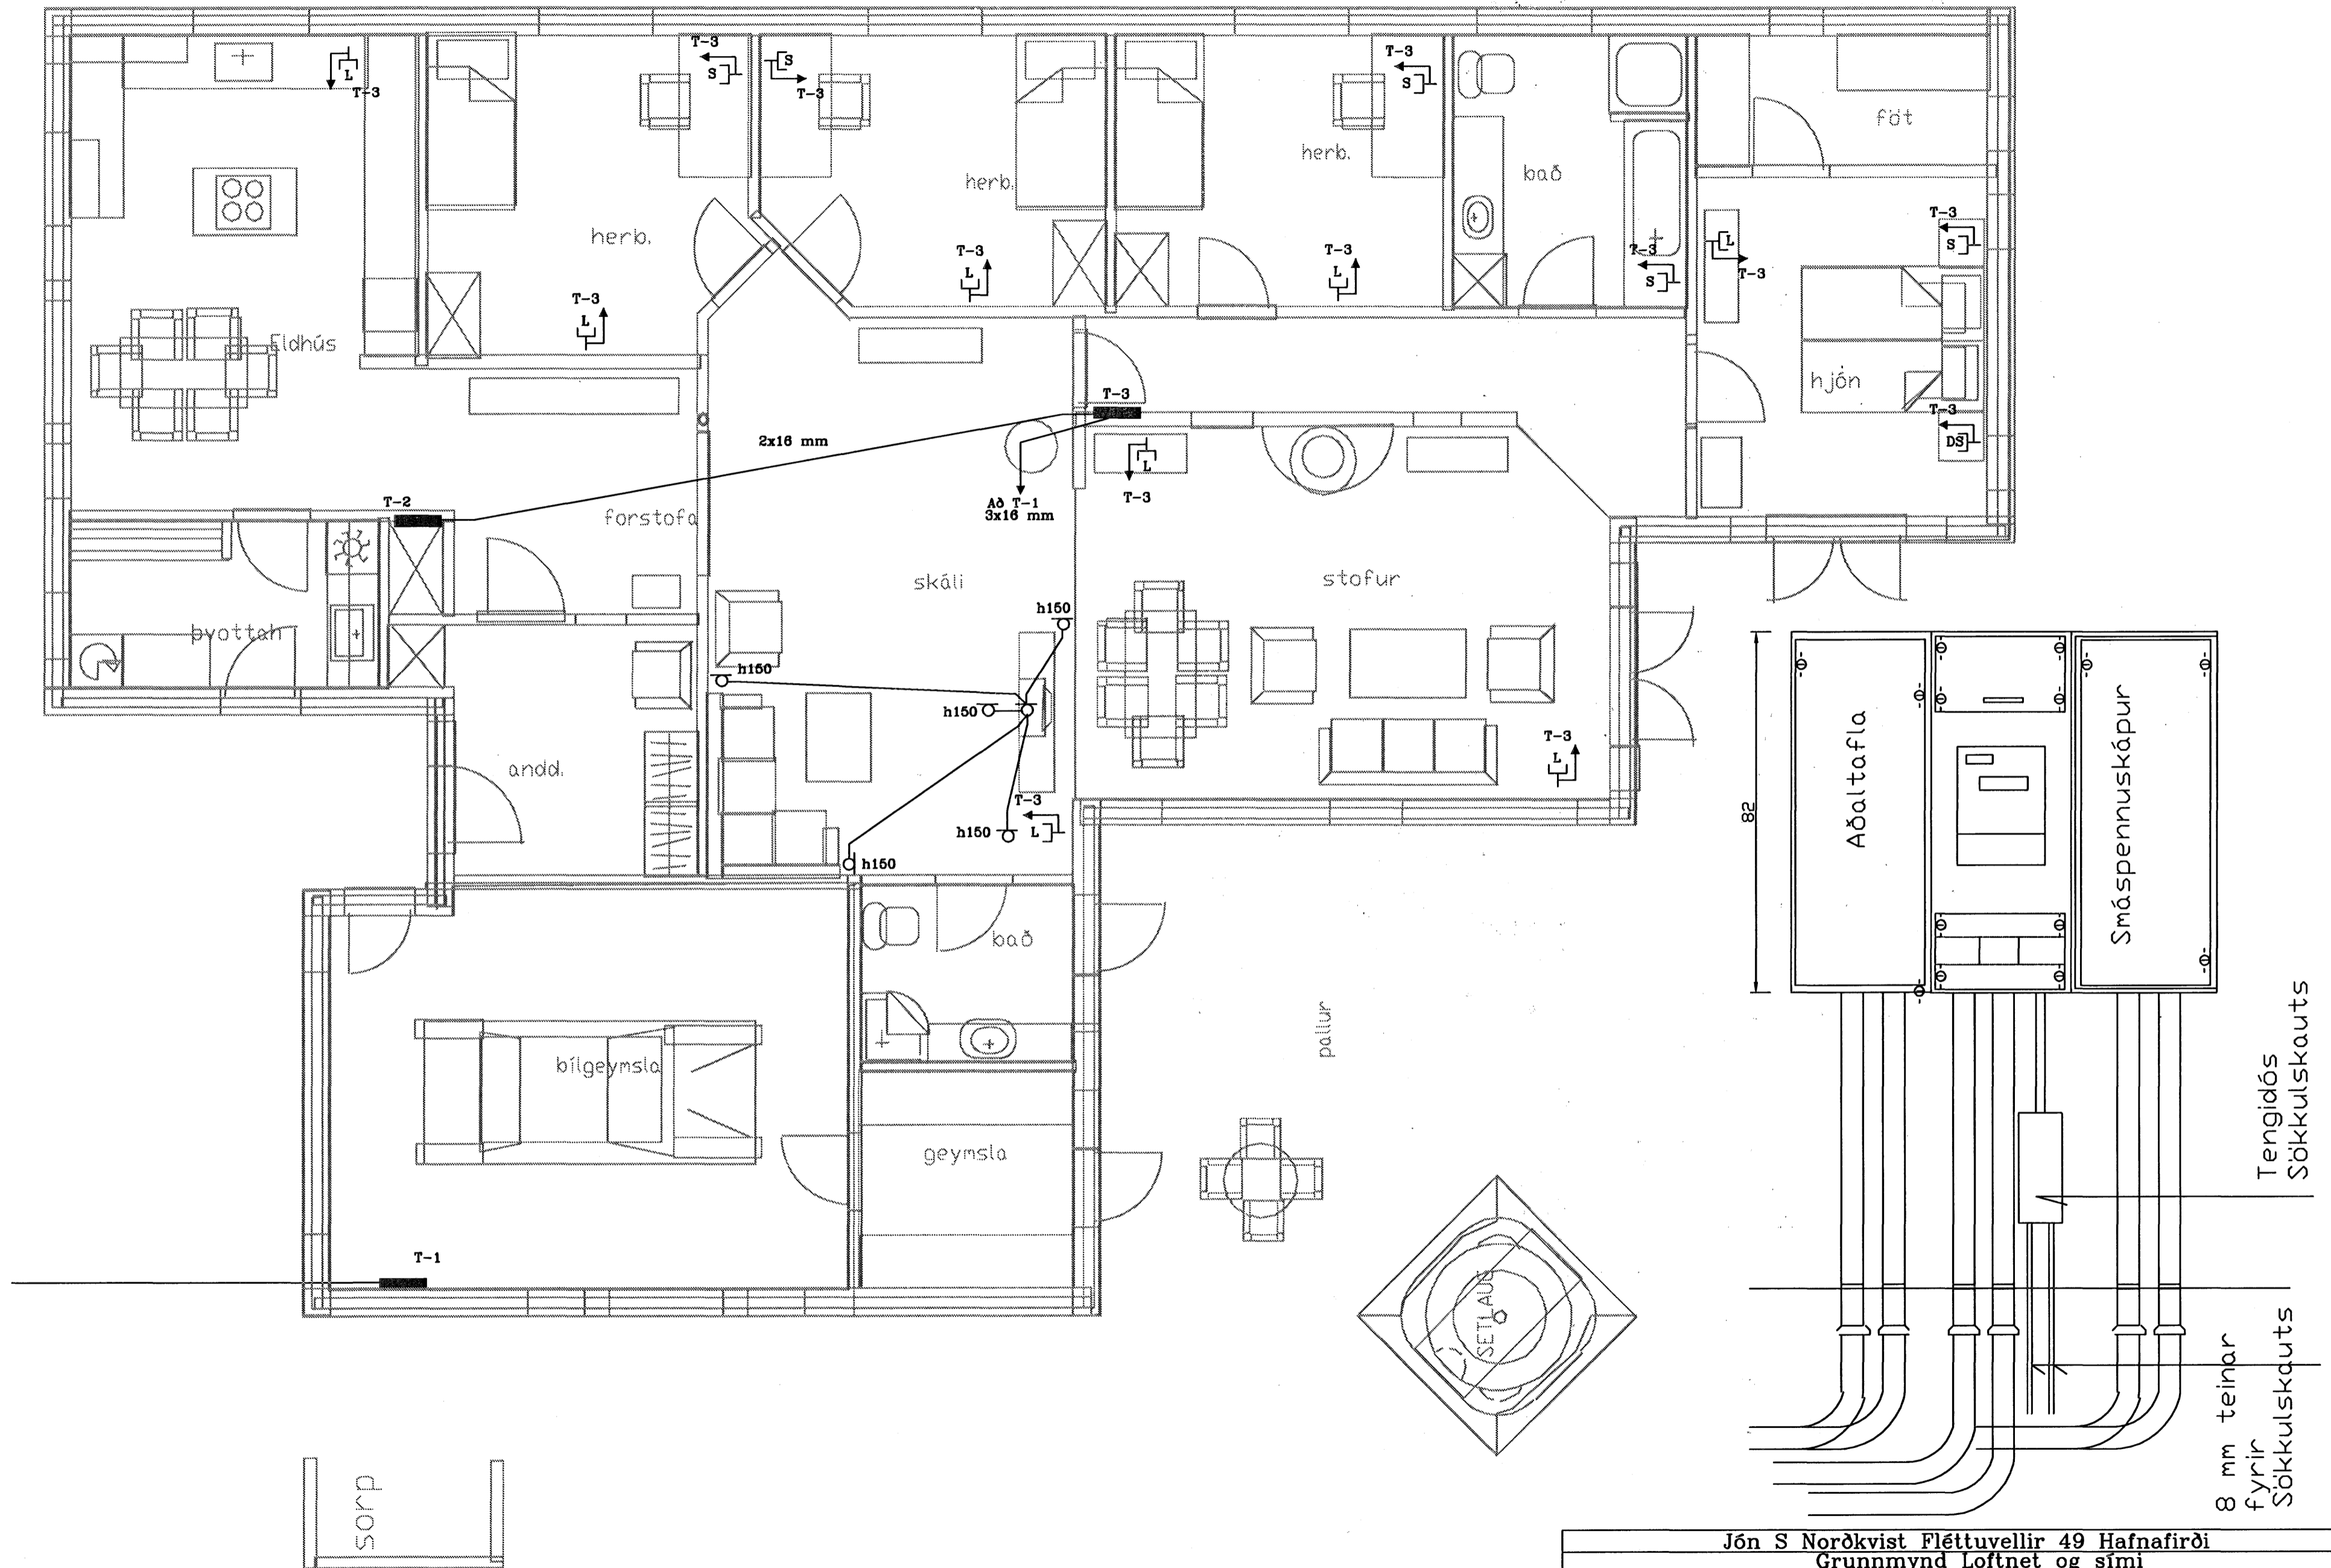 T-3
S
S
T-3
L
T-3
T-3
S
föt
herb.
herb.
bað
herb.
T-3
L
T-3
L
T-3
S
L
T-3
T-3
S
T-3
L
Eldhús
hjón
T-3
DS
T-3
2x16 mm
L
T-3
T-2
Að T-1
3x16 mm
forstofa
skáli
stofur
þvottah
h150
h150
h150
h150
h150
T-3
L
T-3
L
andd.
bað
bílgeymsla
geymsla
pallur
T-1
SETLAUG
sorp
82
Aðaltafla
Smáspennuskápur
Tengidós
Sökkulskauts
8 mm teinar
fyrir
Sökkulskauts
Jón S Norðkvist Fléttuvellir 49 Hafnafirði
Grunnmynd Loftnet og sími